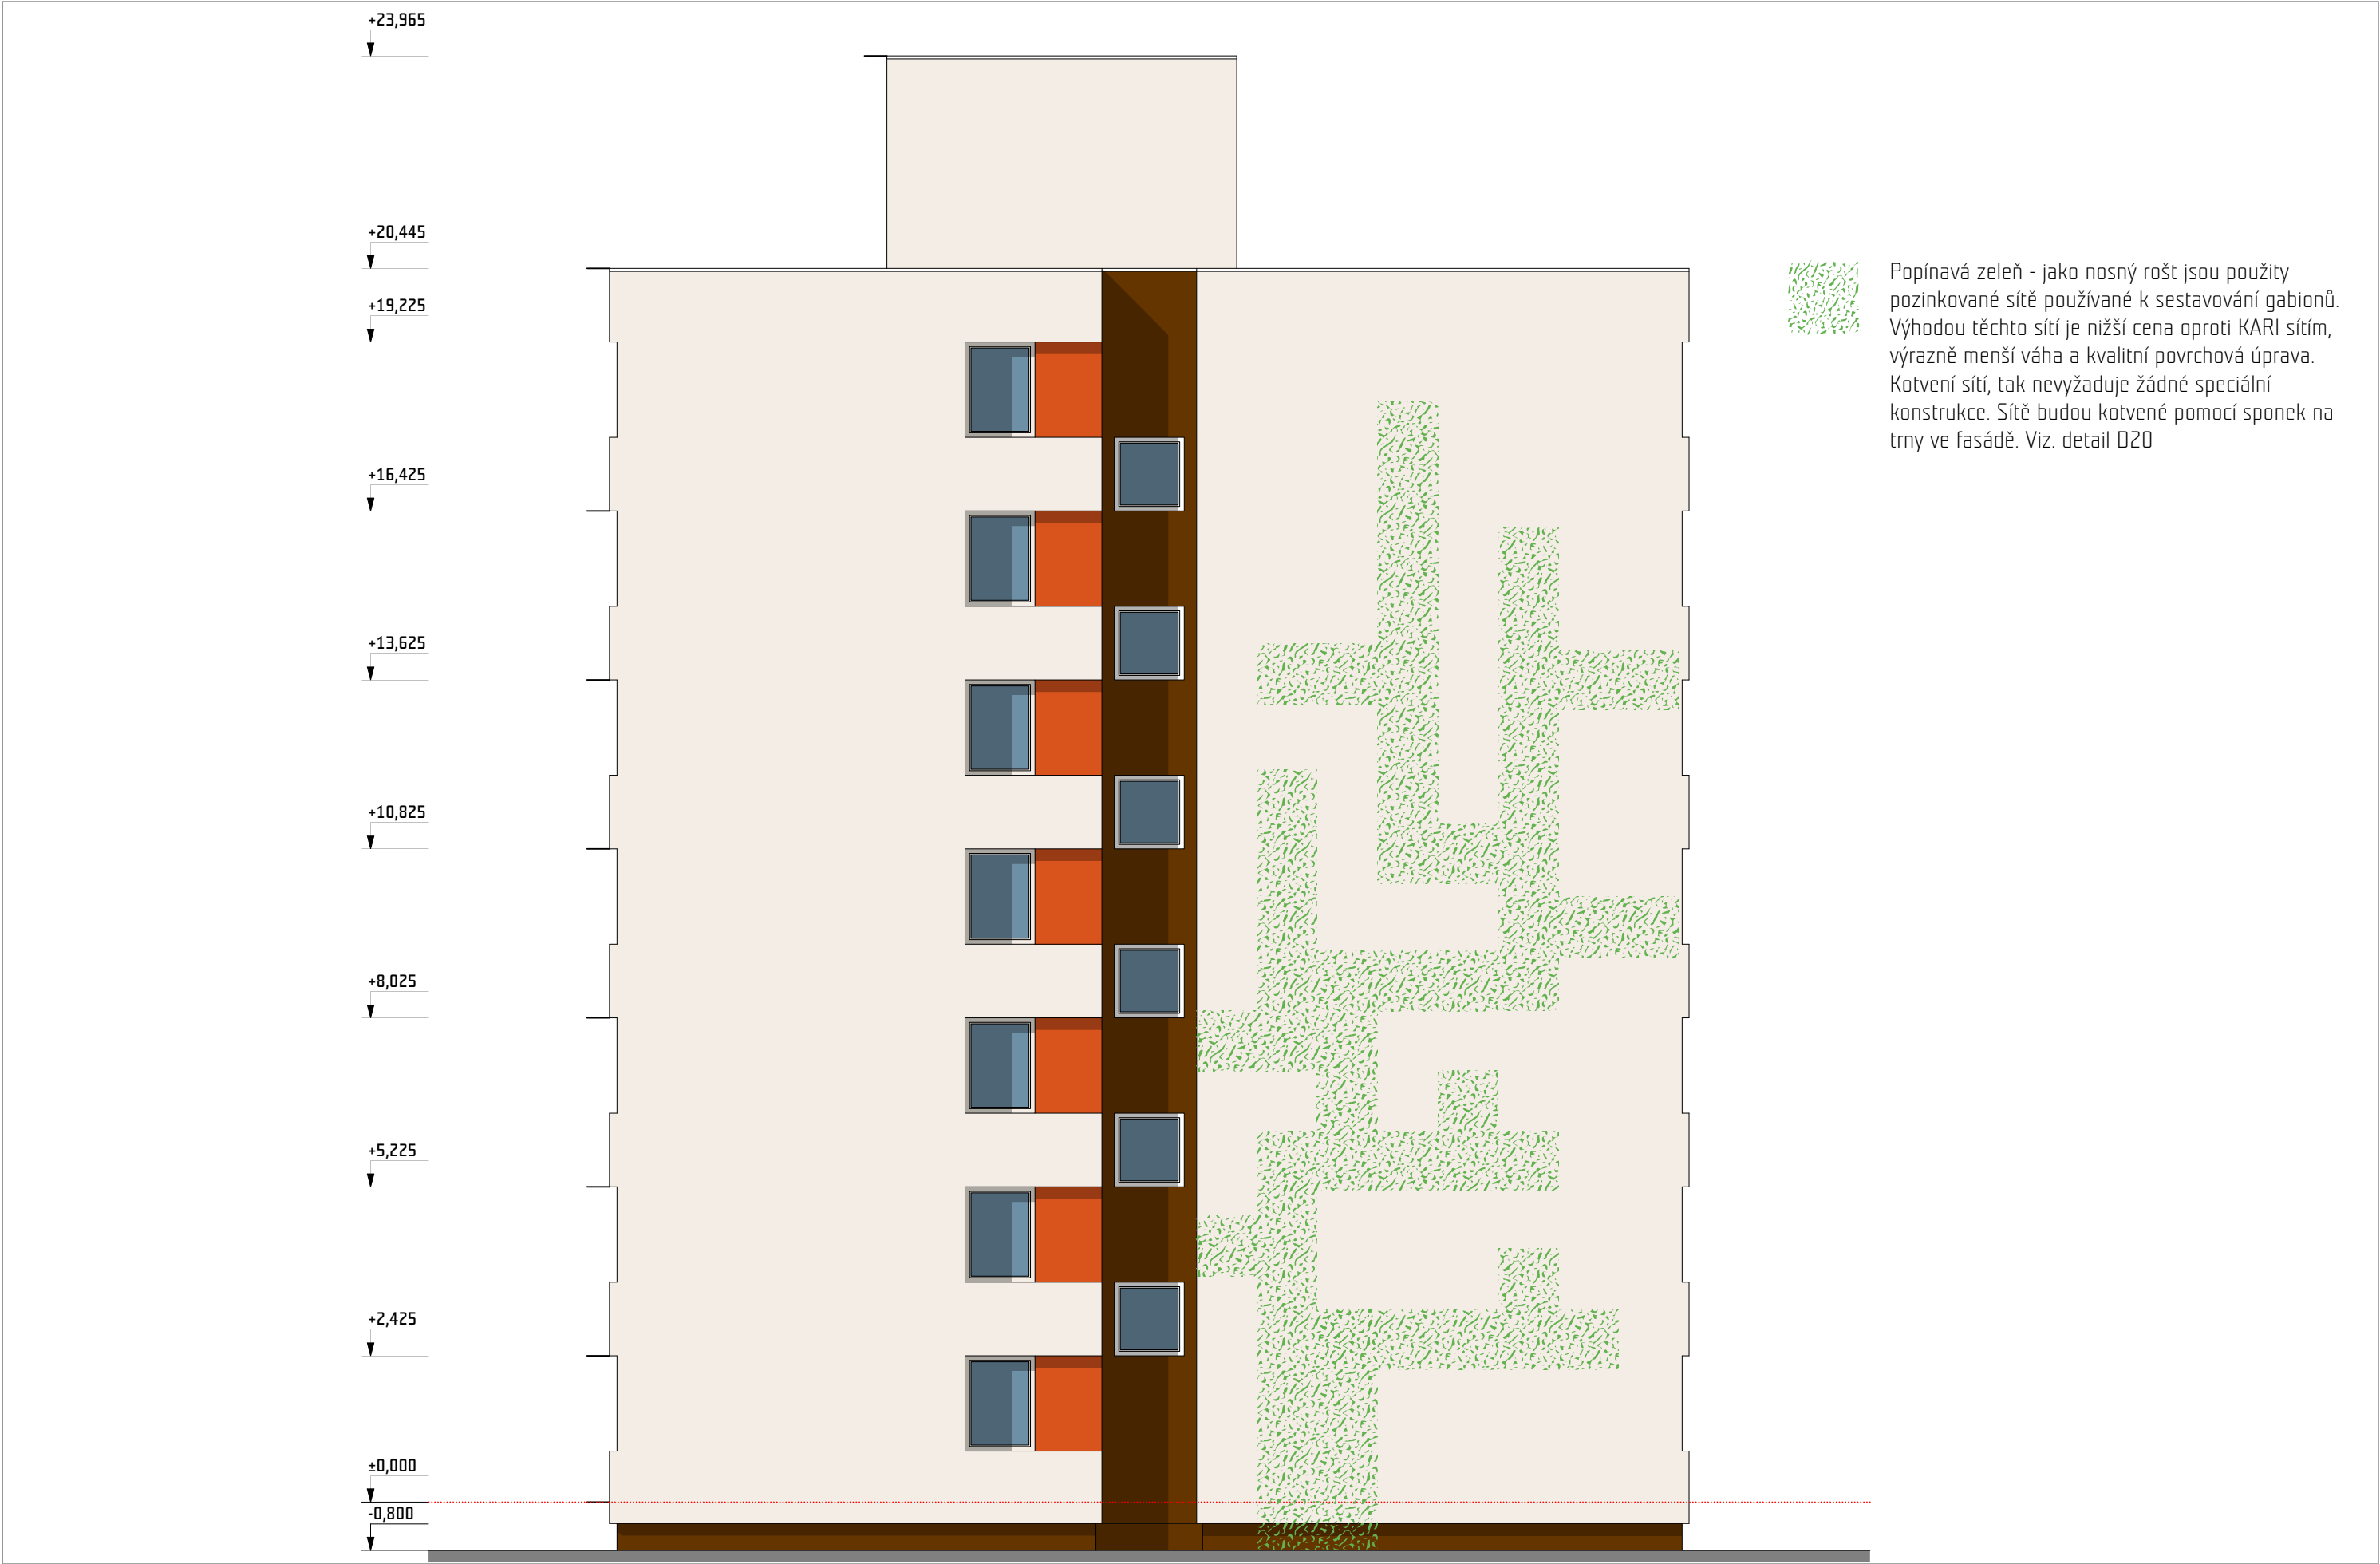 +23,965
+20,445
+19,225
+16,425
+13,625
+10,825
+8,025
+5,225
+2,425
±0,000
-0,800
Popínavá zeleň - jako nosný rošt jsou použity
pozinkované sítě používané k sestavování gabionů.
Výhodou těchto sítí je nižší cena oproti KARI sítím,
výrazně menší váha a kvalitní povrchová úprava.
Kotvení sítí, tak nevyžaduje žádné speciální
konstrukce. Sítě budou kotvené pomocí sponek na
trny ve fasádě. Viz. detail D20